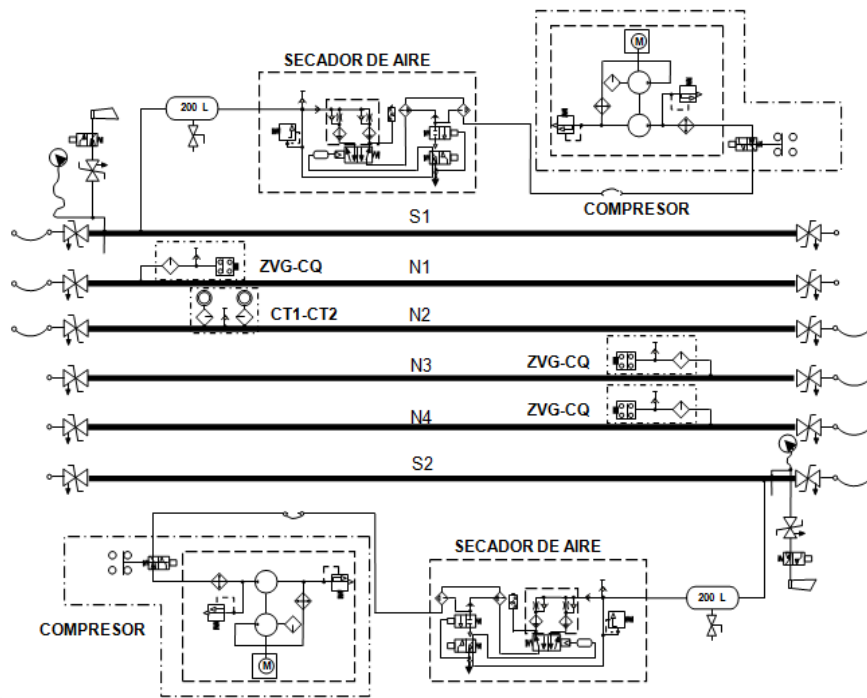 SECADOR DE AIRE
M
200 L
COMPRESOR
S1
ZVG-CQ
N1
CT1-CT2
N2
ZVG-CQ
N3
ZVG-CQ
N4
S2
SECADOR DE AIRE
200 L
COMPRESOR
M